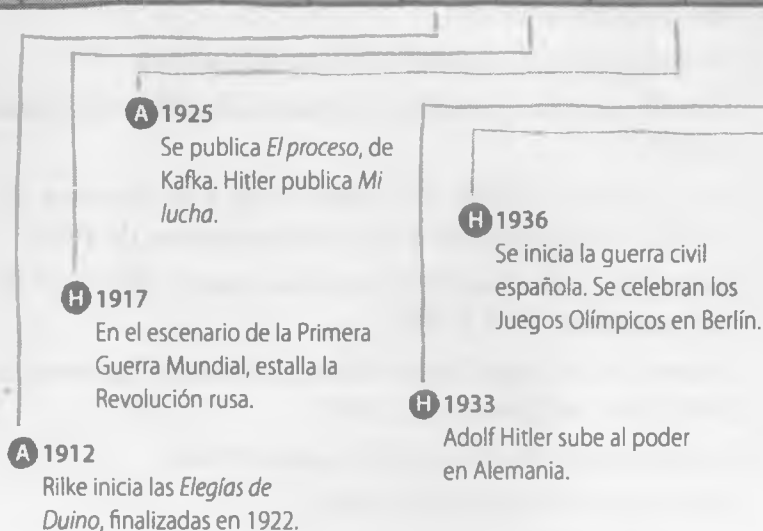 A 1925
Se publica El proceso, de
Kafka. Hitler publica Mi
lucha.
H 1936
Se inicia la guerra civil
española. Se celebran los
Juegos Olímpicos en Berlín.
H 1917
En el escenario de la Primera
Guerra Mundial, estalla la
Revolución rusa.
H 1933
Adolf Hitler sube al poder
en Alemania.
A 1912
Rilke inicia las Elegías de
Duino, finalizadas en 1922.